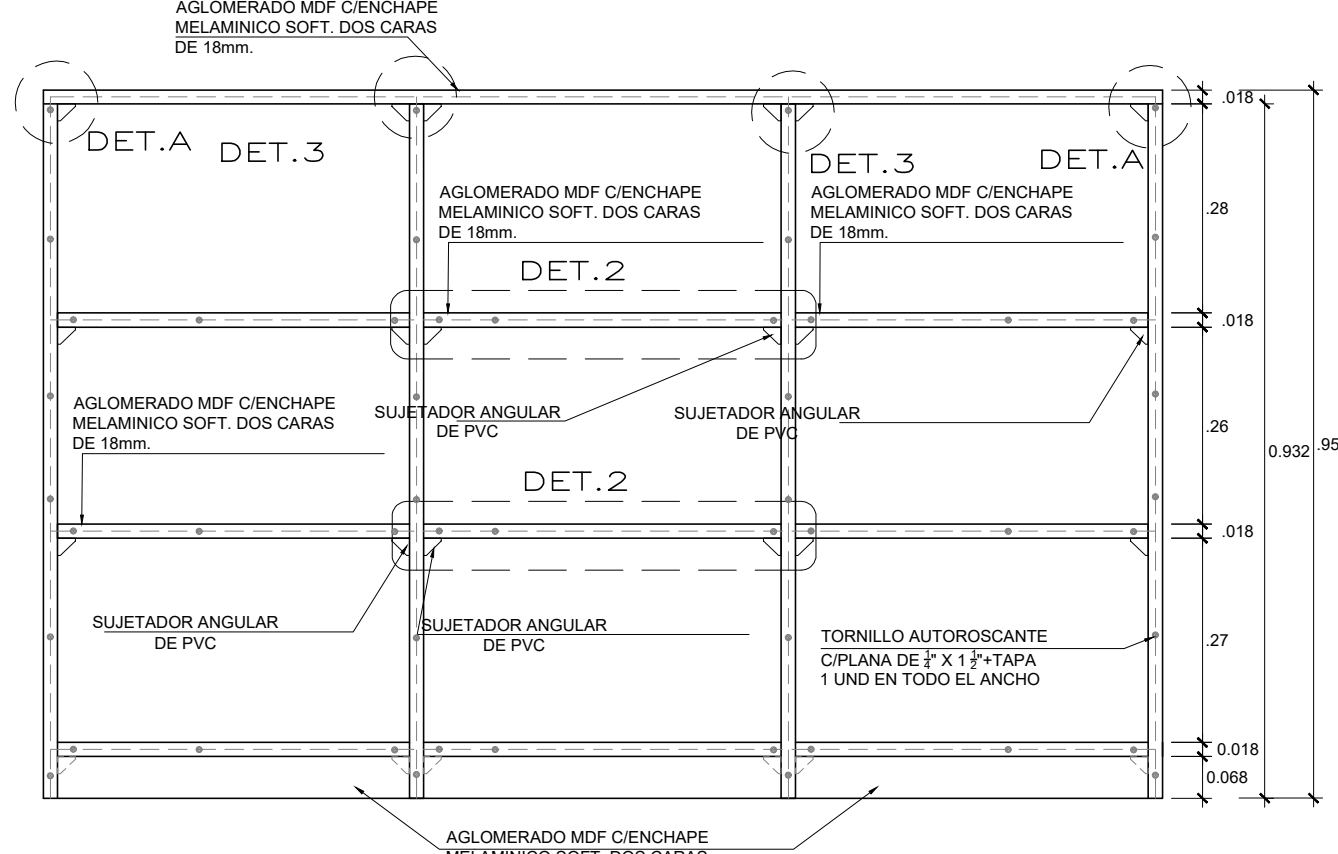 AGLOMERADO MDF C/ENCHAPE
MELAMINICO SOFT. DOS CARAS
DE 18mm.
DET.A
DET.3
DET.3
DET.A
.018
AGLOMERADO MDF C/ENCHAPE
MELAMINICO SOFT. DOS CARAS
DE 18mm.
AGLOMERADO MDF C/ENCHAPE
MELAMINICO SOFT. DOS CARAS
DE 18mm.
.28
DET.2
.018
AGLOMERADO MDF C/ENCHAPE
MELAMINICO SOFT. DOS CARAS
DE 18mm.
SUJETADOR ANGULAR
DE PVC
SUJETADOR ANGULAR
DE PVC
.26
0.932
.95
DET.2
.018
SUJETADOR ANGULAR
DE PVC
SUJETADOR ANGULAR
DE PVC
TORNILLO AUTOROSCANTE
C/PLANA DE 1/4" X 1 1/2"+TAPA
1 UND EN TODO EL ANCHO
.27
0.018
0.068
AGLOMERADO MDF C/ENCHAPE
MELAMINICO SOFT. DOS CARAS